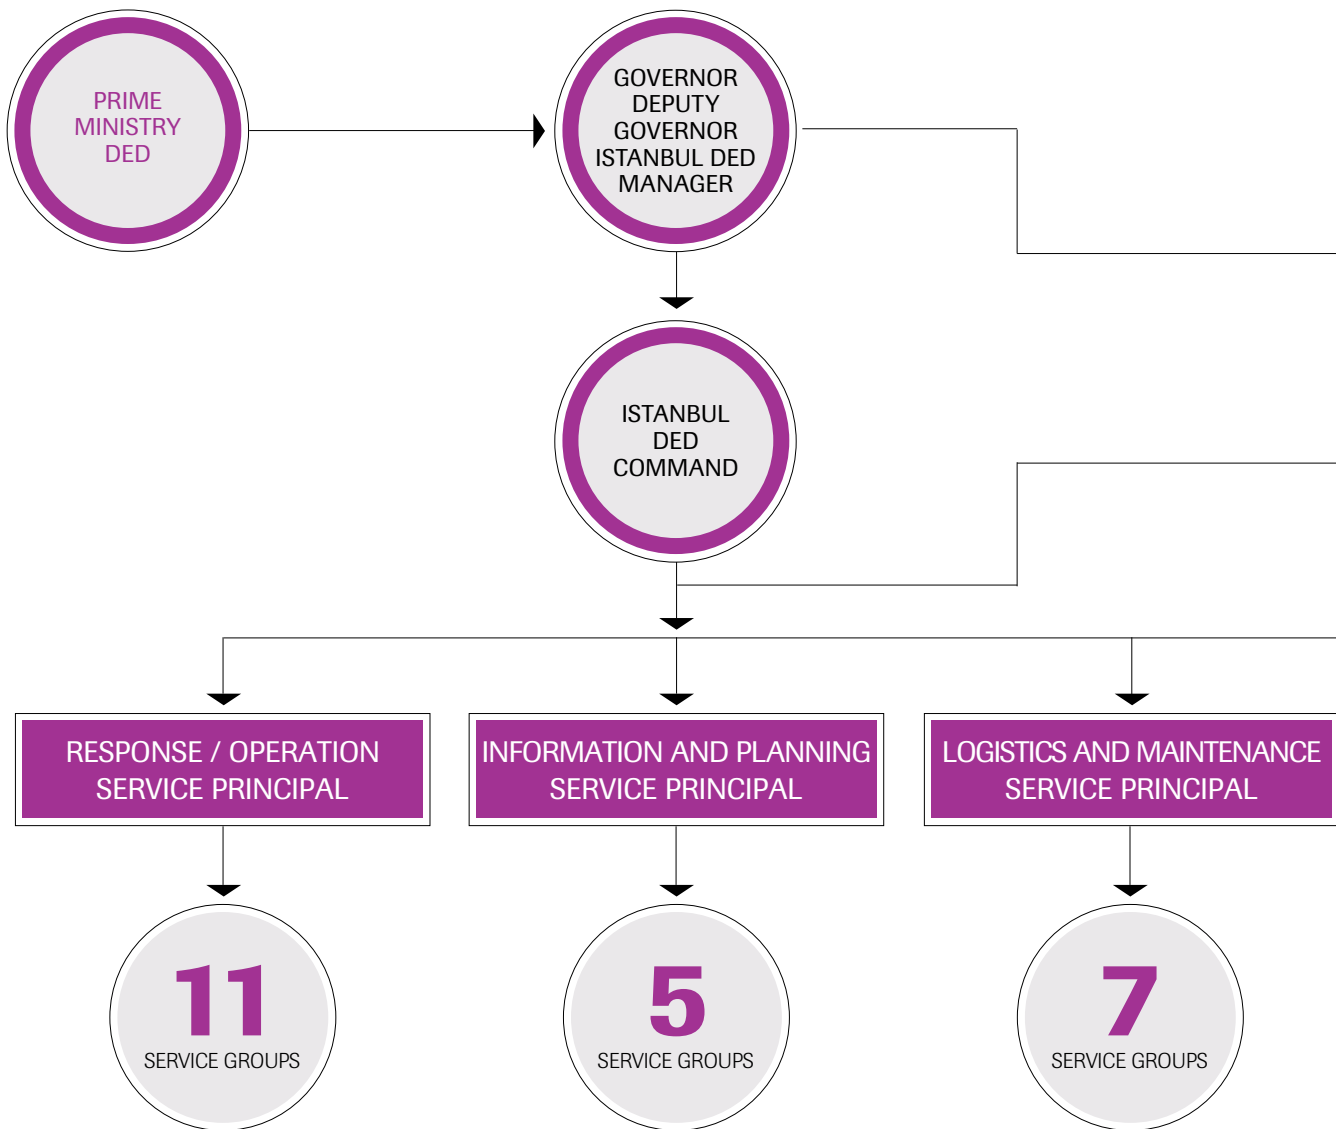 PRIME
MINISTRY
DED
GOVERNOR
DEPUTY
GOVERNOR
ISTANBUL DED
MANAGER
ISTANBUL
DED
COMMAND
RESPONSE / OPERATION
SERVICE PRINCIPAL
INFORMATION AND PLANNING
SERVICE PRINCIPAL
LOGISTICS AND MAINTENANCE
SERVICE PRINCIPAL
11
SERVICE GROUPS
5
SERVICE GROUPS
7
SERVICE GROUPS